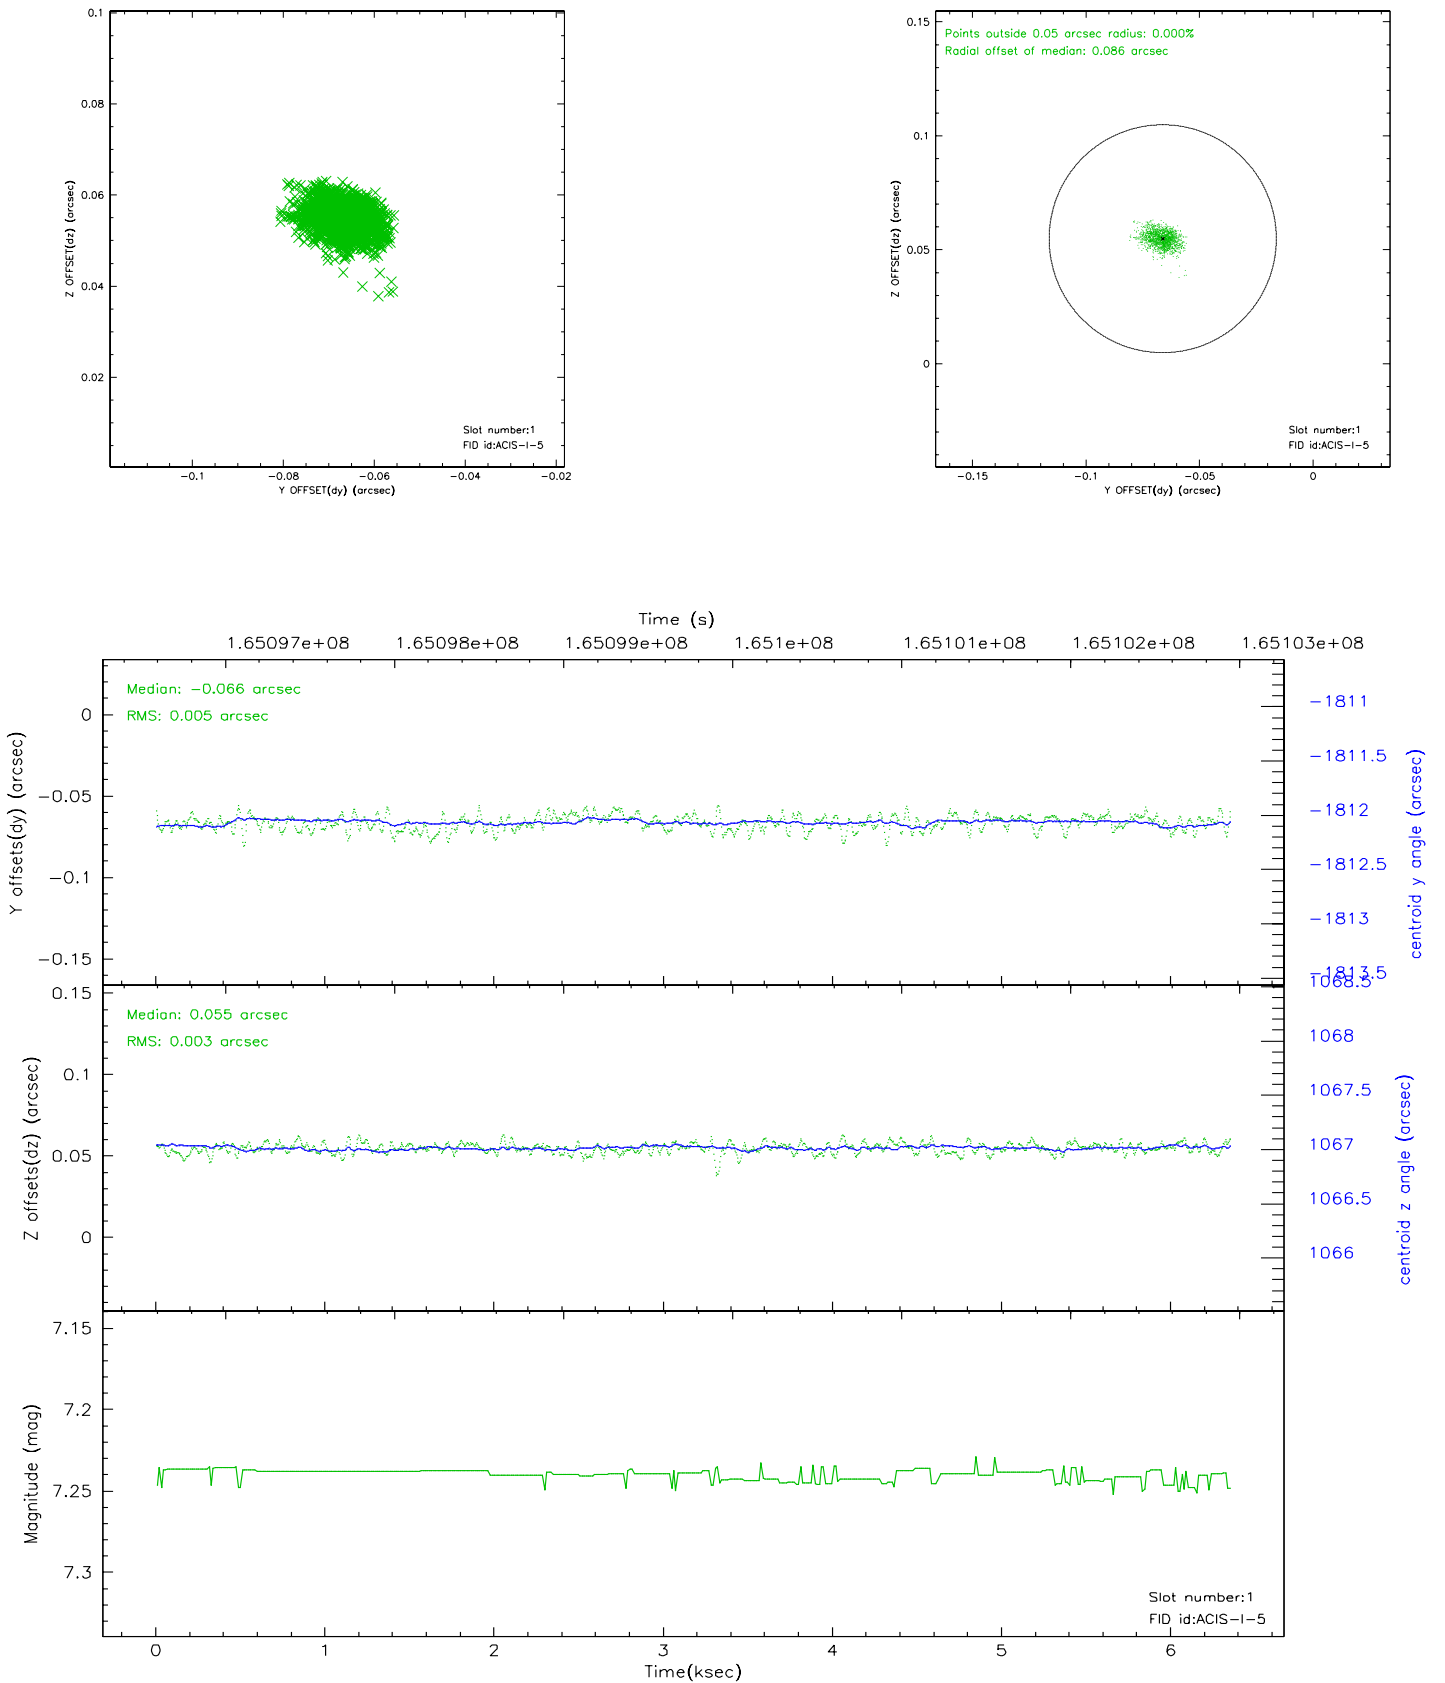 0.1
0.08
0.06
0.04
0.02
Z OFFSET(dz) (arcsec)
Slot number:1
FID id:ACIS-I-5
-0.1 -0.08 -0.06 -0.04 -0.02
Y OFFSET(dy) (arcsec)
0.15
0.1
0.05
0
Z OFFSET(dz) (arcsec)
Points outside 0.05 arcsec radius: 0.000%
Radial offset of median: 0.086 arcsec
Slot number:1
FID id:ACIS-I-5
-0.15 -0.1 -0.05 0
Y OFFSET(dy) (arcsec)
Time (s)
1.65097e+08 1.65098e+08 1.65099e+08 1.651e+08 1.65101e+08 1.65102e+08 1.65103e+08
Median: -0.066 arcsec
RMS: 0.005 arcsec
0
-0.05
-0.1
-0.15
Y offsets(dy) (arcsec)
-1811
-1811.5
-1812
-1812.5
-1813
-1813.5
centroid y angle (arcsec)
Median: 0.055 arcsec
RMS: 0.003 arcsec
0.15
0.1
0.05
0
Z offsets(dz) (arcsec)
1068.5
1068
1067.5
1067
1066.5
1066
centroid z angle (arcsec)
7.15
7.2
7.25
7.3
Magnitude (mag)
Slot number:1
FID id:ACIS-I-5
0 1 2 3 4 5 6
Time(ksec)